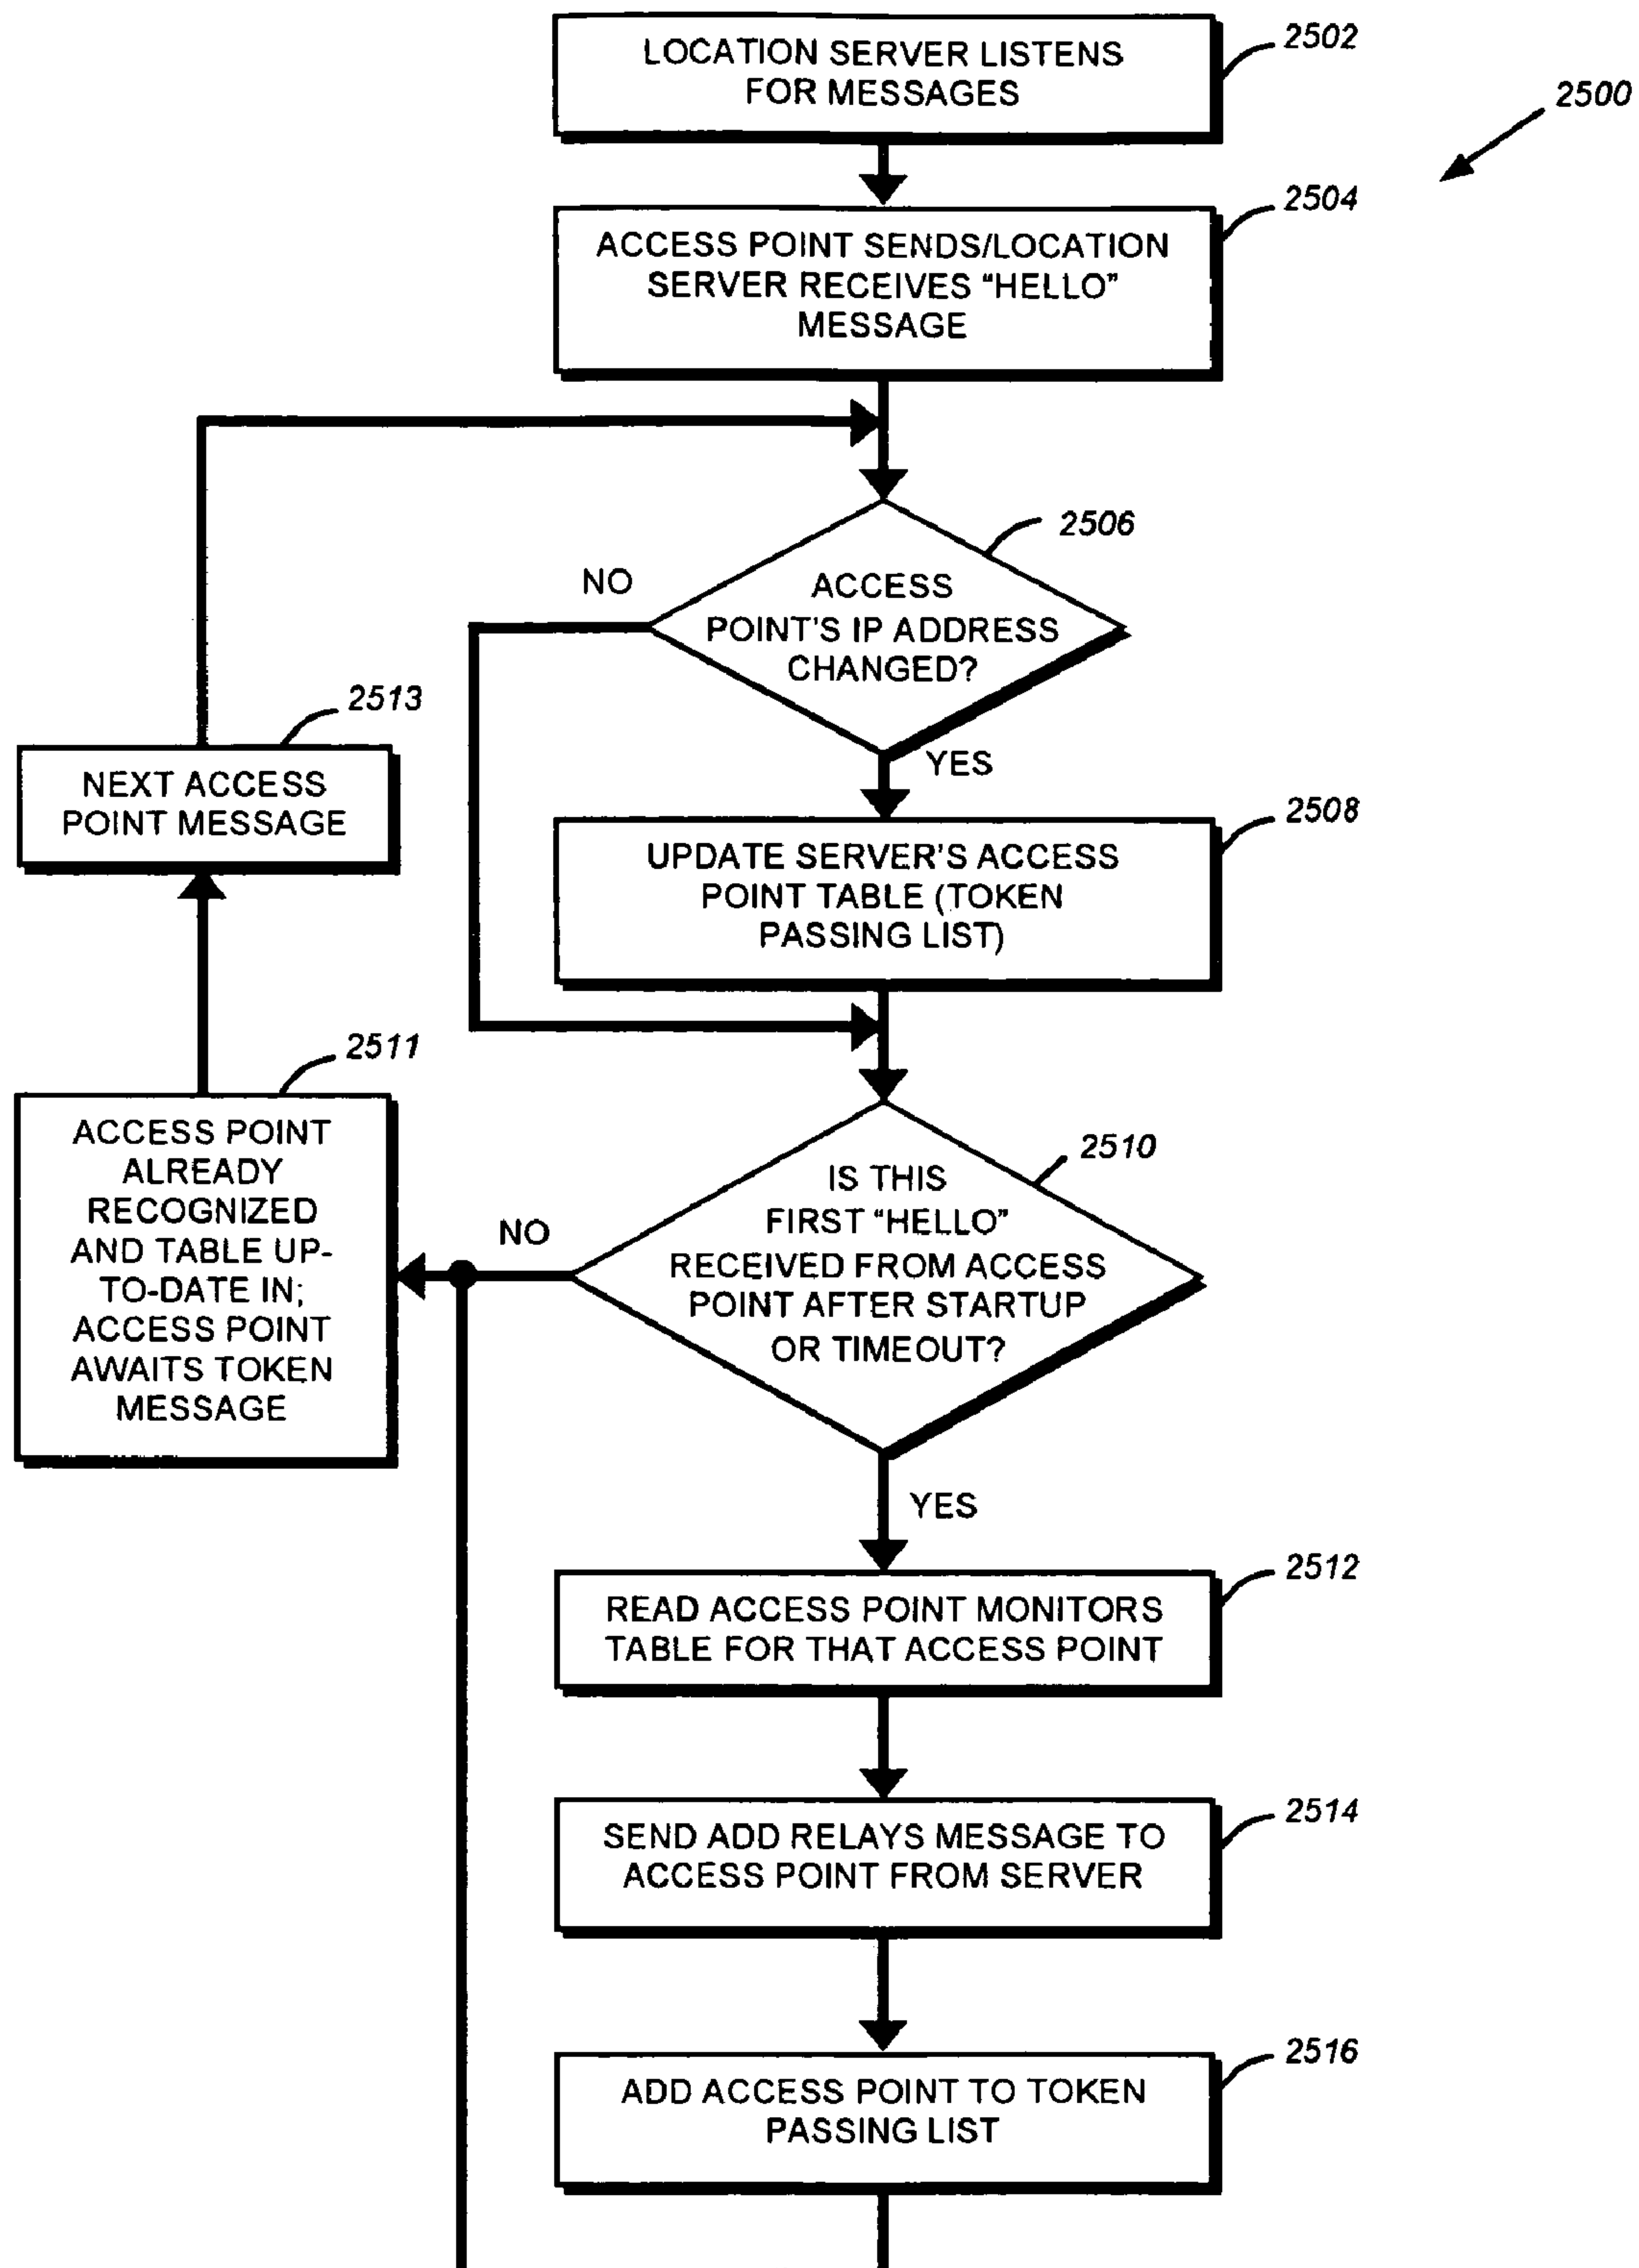 LOCATION SERVER LISTENS
FOR MESSAGES
2502
2500
ACCESS POINT SENDS/LOCATION
SERVER RECEIVES “HELLO”
MESSAGE
2504
ACCESS
POINT'S IP ADDRESS
CHANGED?
2506
NO
YES
2513
NEXT ACCESS
POINT MESSAGE
UPDATE SERVER'S ACCESS
POINT TABLE (TOKEN
PASSING LIST)
2508
2511
ACCESS POINT
ALREADY
RECOGNIZED
AND TABLE UP-
TO-DATE IN;
ACCESS POINT
AWAITS TOKEN
MESSAGE
NO
IS THIS
FIRST “HELLO”
RECEIVED FROM ACCESS
POINT AFTER STARTUP
OR TIMEOUT?
2510
YES
READ ACCESS POINT MONITORS
TABLE FOR THAT ACCESS POINT
2512
SEND ADD RELAYS MESSAGE TO
ACCESS POINT FROM SERVER
2514
ADD ACCESS POINT TO TOKEN
PASSING LIST
2516